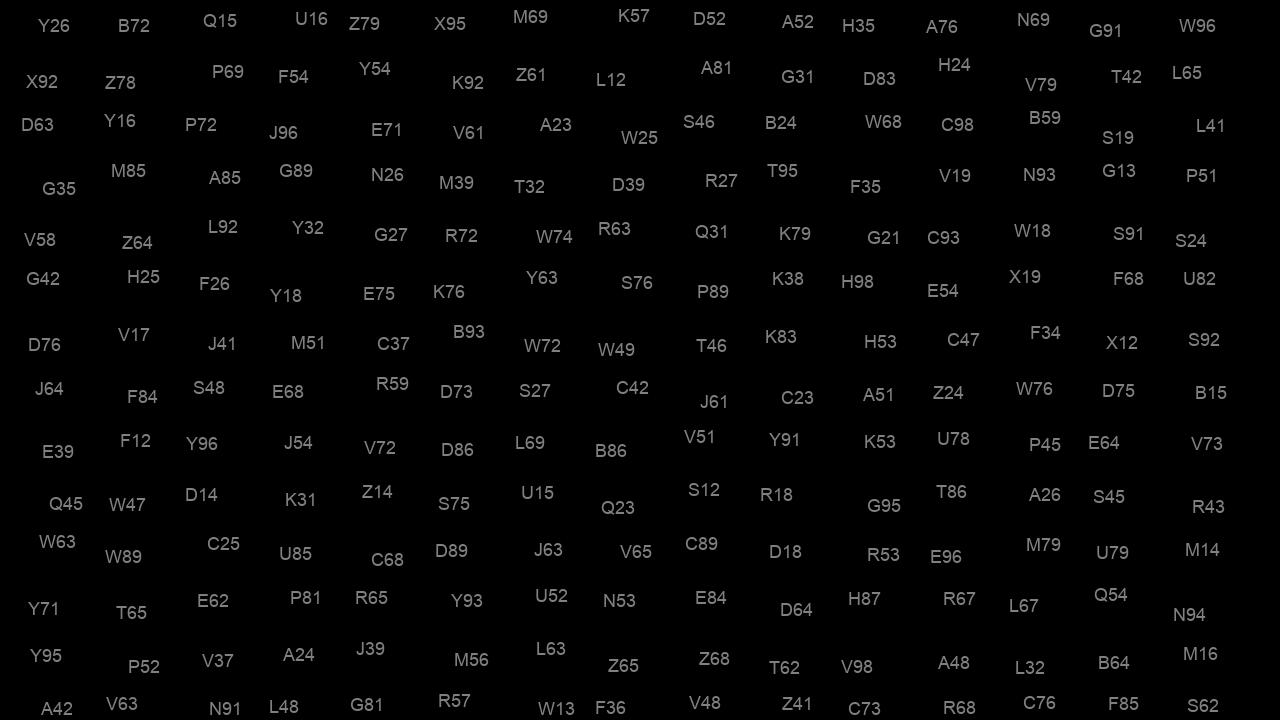 Y26 B72 Q15 U16 Z79 X95 M69 K57 D52 A52 H35 A76 N69 G91 W96
X92 Z78 P69 F54 Y54 K92 Z61 L12 A81 G31 D83 H24 V79 T42 L65
D63 Y16 P72 J96 E71 V61 A23 W25 S46 B24 W68 C98 B59 S19 L41
G35 M85 A85 G89 N26 M39 T32 D39 R27 T95 F35 V19 N93 G13 P51
V58 Z64 L92 Y32 G27 R72 W74 R63 Q31 K79 G21 C93 W18 S91 S24
G42 H25 F26 Y18 E75 K76 Y63 S76 P89 K38 H98 E54 X19 F68 U82
D76 V17 J41 M51 C37 B93 W72 W49 T46 K83 H53 C47 F34 X12 S92
J64 F84 S48 E68 R59 D73 S27 C42 J61 C23 A51 Z24 W76 D75 B15
E39 F12 Y96 J54 V72 D86 L69 B86 V51 Y91 K53 U78 P45 E64 V73
Q45 W47 D14 K31 Z14 S75 U15 Q23 S12 R18 G95 T86 A26 S45 R43
W63 W89 C25 U85 C68 D89 J63 V65 C89 D18 R53 E96 M79 U79 M14
Y71 T65 E62 P81 R65 Y93 U52 N53 E84 D64 H87 R67 L67 Q54 N94
Y95 P52 V37 A24 J39 M56 L63 Z65 Z68 T62 V98 A48 L32 B64 M16
A42 V63 N91 L48 G81 R57 W13 F36 V48 Z41 C73 R68 C76 F85 S62